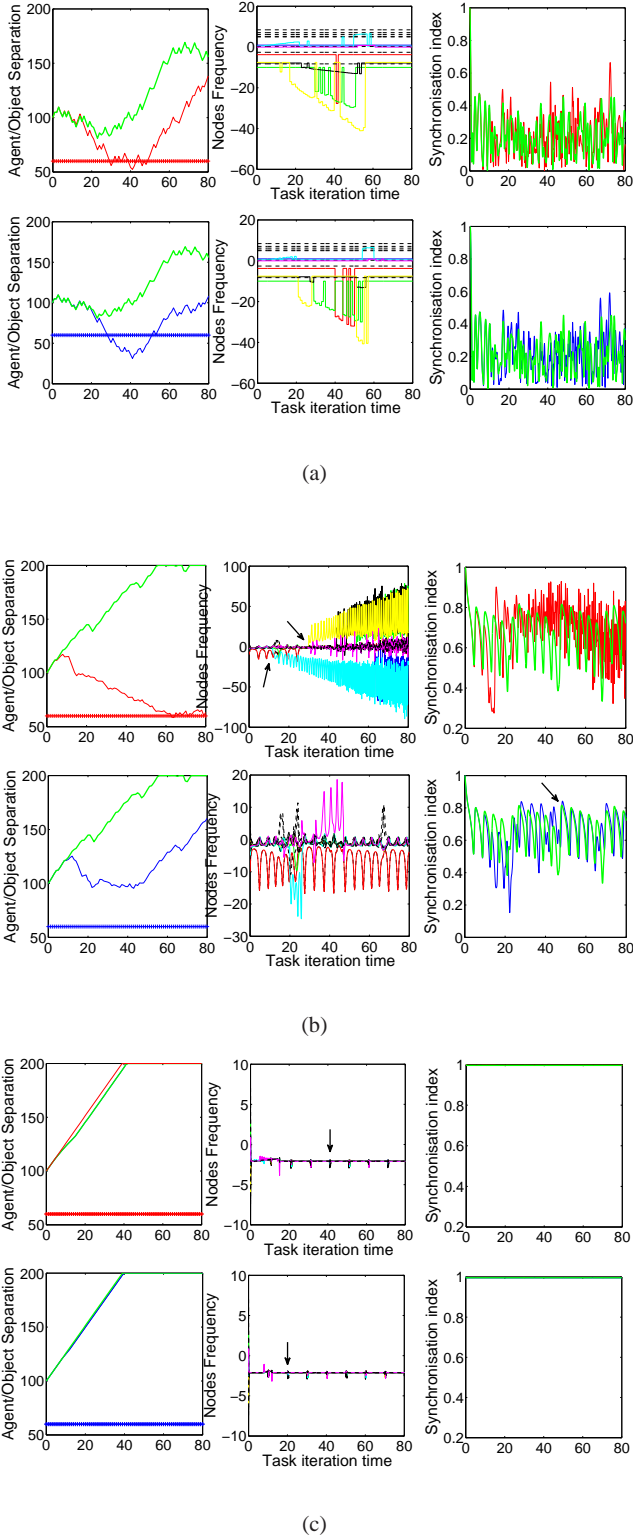 Agent/Object Separation
200
150
100
50
0 20 40 60 80
Nodes Frequency
20
0
−20
−40
−60
0 20 40 60 80
Task iteration time
Synchronisation index
1
0.8
0.6
0.4
0.2
0
0 20 40 60 80
Agent/Object Separation
200
150
100
50
0
0 20 40 60 80
Nodes Frequency
20
0
−20
−40
−60
0 20 40 60 80
Task iteration time
Synchronisation index
1
0.8
0.6
0.4
0.2
0
0 20 40 60 80
(a)
Agent/Object Separation
200
150
100
50
0 20 40 60 80
Nodes Frequency
100
50
0
−50
−100
0 20 40 60 80
Task iteration time
Synchronisation index
1
0.8
0.6
0.4
0.2
0 20 40 60 80
Agent/Object Separation
200
150
100
50
0 20 40 60 80
Nodes Frequency
20
10
0
−10
−20
−30
0 20 40 60 80
Task iteration time
Synchronisation index
1
0.8
0.6
0.4
0.2
0
0 20 40 60 80
(b)
Agent/Object Separation
200
150
100
50
0 20 40 60 80
Nodes Frequency
10
5
0
−5
−10
0 20 40 60 80
Task iteration time
Synchronisation index
1
0.8
0.6
0.4
0.2
0 20 40 60 80
Agent/Object Separation
200
150
100
50
0 20 40 60 80
Nodes Frequency
10
5
0
−5
−10
0 20 40 60 80
Task iteration time
Synchronisation index
1
0.8
0.6
0.4
0.2
0 20 40 60 80
(c)